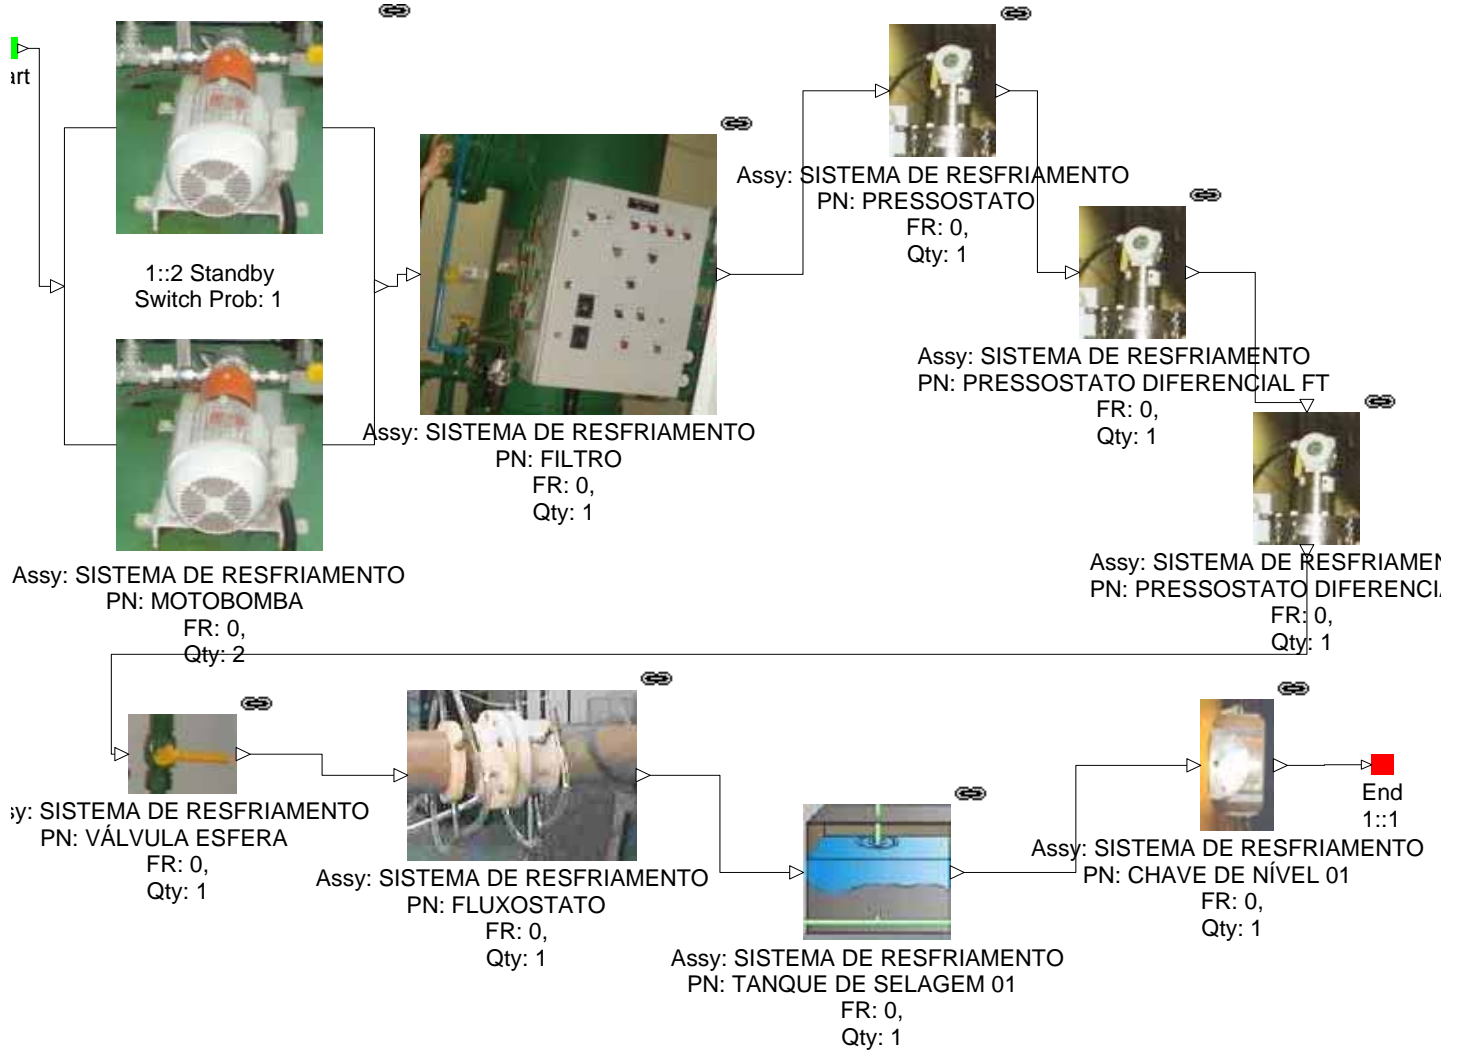 art
1::2 Standby
Switch Prob: 1
Assy: SISTEMA DE RESFRIAMENTO
PN: MOTOBOMBA
FR: 0,
Qty: 2
Assy: SISTEMA DE RESFRIAMENTO
PN: FILTRO
FR: 0,
Qty: 1
Assy: SISTEMA DE RESFRIAMENTO
PN: PRESSOSTATO
FR: 0,
Qty: 1
Assy: SISTEMA DE RESFRIAMENTO
PN: PRESSOSTATO DIFERENCIAL FT
FR: 0,
Qty: 1
Assy: SISTEMA DE RESFRIAMEN
PN: PRESSOSTATO DIFERENCIA
FR: 0,
Qty: 1
sy: SISTEMA DE RESFRIAMENTO
PN: VÁLVULA ESFERA
FR: 0,
Qty: 1
Assy: SISTEMA DE RESFRIAMENTO
PN: FLUXOSTATO
FR: 0,
Qty: 1
Assy: SISTEMA DE RESFRIAMENTO
PN: TANQUE DE SELAGEM 01
FR: 0,
Qty: 1
Assy: SISTEMA DE RESFRIAMENTO
PN: CHAVE DE NÍVEL 01
FR: 0,
Qty: 1
End
1::1